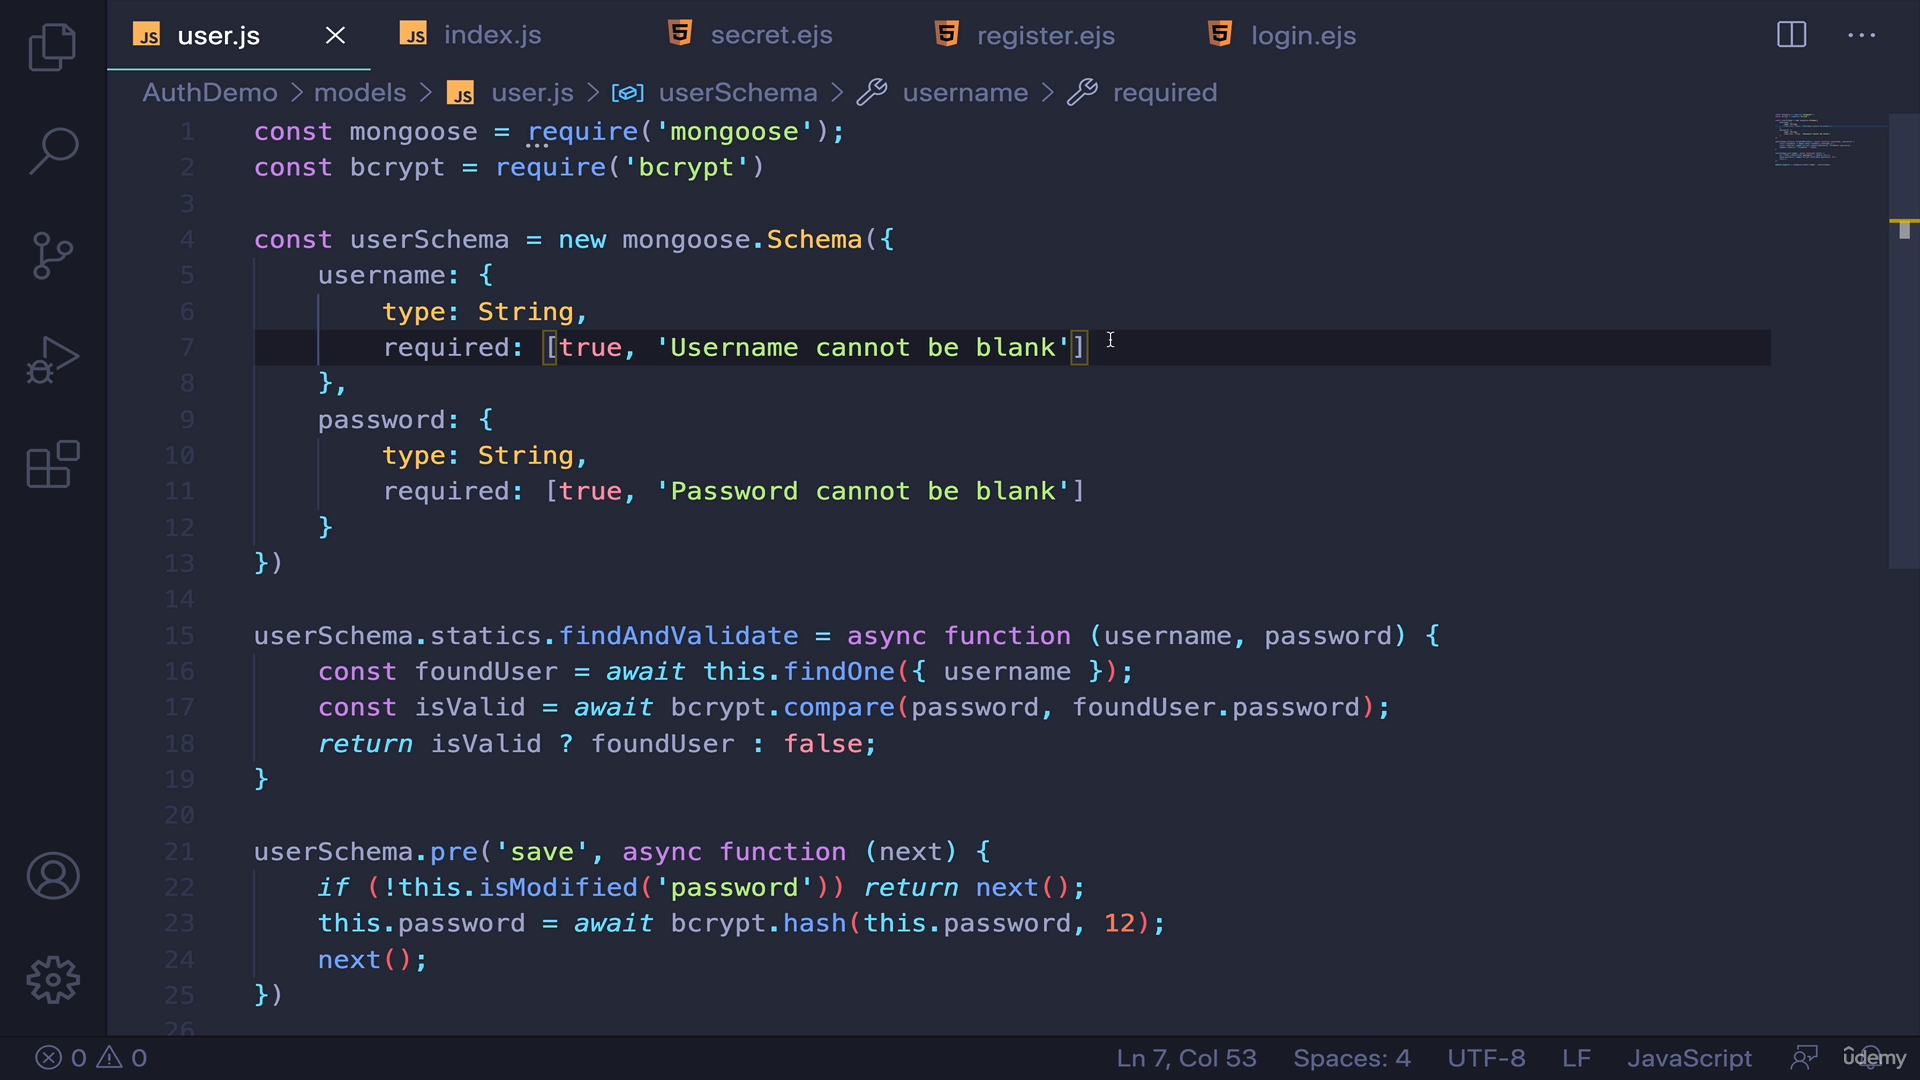 user.js index.js secret.ejs register.ejs login.ejs
AuthDemo > models > JS user.js > userSchema > username > required
1 const mongoose = require('mongoose');
2 const bcrypt = require('bcrypt')
3
4 const userSchema = new mongoose.Schema({
5     username: {
6         type: String,
7         required: [true, 'Username cannot be blank']
8     },
9     password: {
10         type: String,
11         required: [true, 'Password cannot be blank']
12     }
13 })
14
15 userSchema.statics.findAndValidate = async function (username, password) {
16     const foundUser = await this.findOne({ username });
17     const isValid = await bcrypt.compare(password, foundUser.password);
18     return isValid ? foundUser : false;
19 }
20
21 userSchema.pre('save', async function (next) {
22     if (!this.isModified('password')) return next();
23     this.password = await bcrypt.hash(this.password, 12);
24     next();
25 })
26
0 0 Ln 7, Col 53 Spaces: 4 UTF-8 LF JavaScript ûdemy